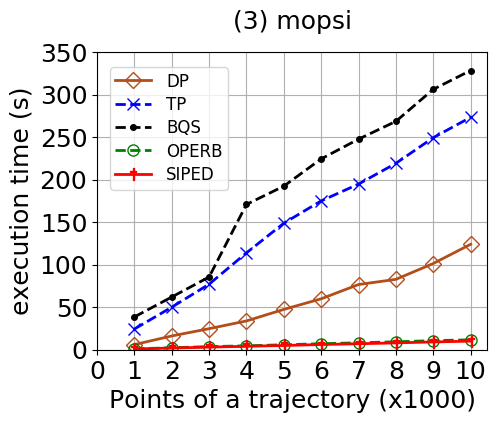 (3) mopsi
350
300
250
200
150
100
50
0
execution time (s)
DP
TP
BQS
OPERB
SIPED
0 1 2 3 4 5 6 7 8 9 10
Points of a trajectory (x1000)